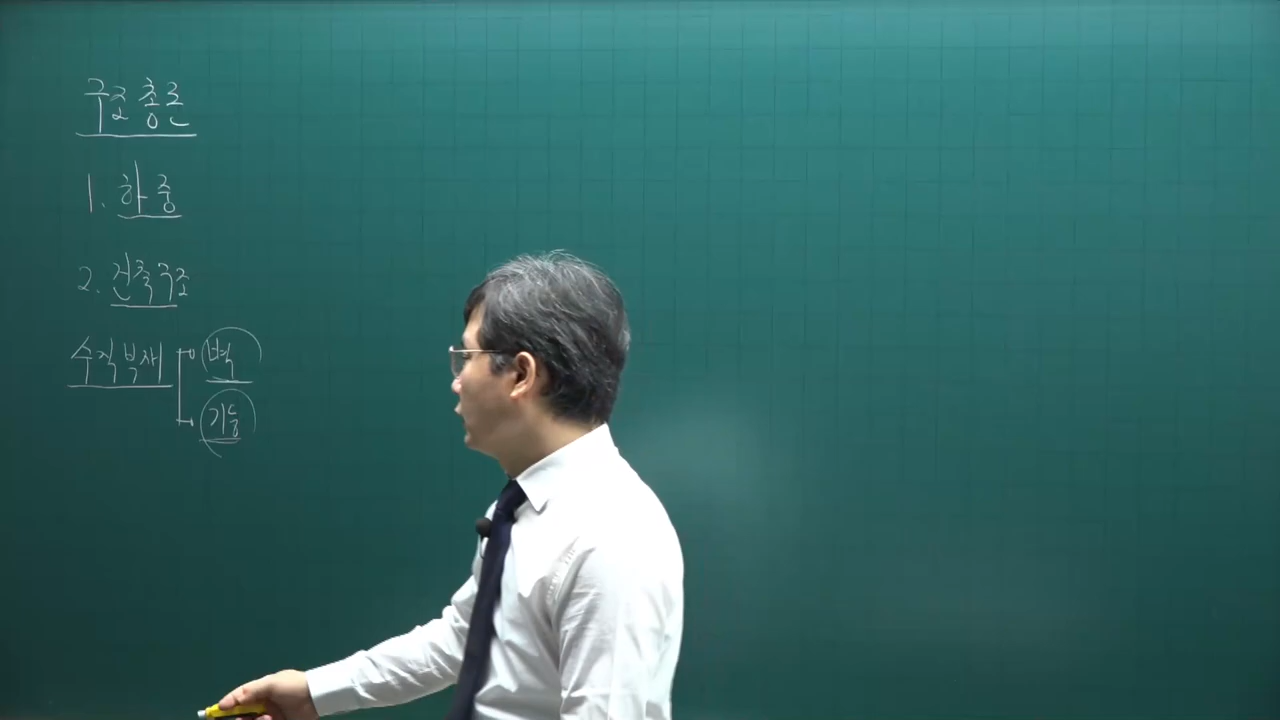 구조 총론
1. 하중
2. 건축구조
수직부재 벽
기둥